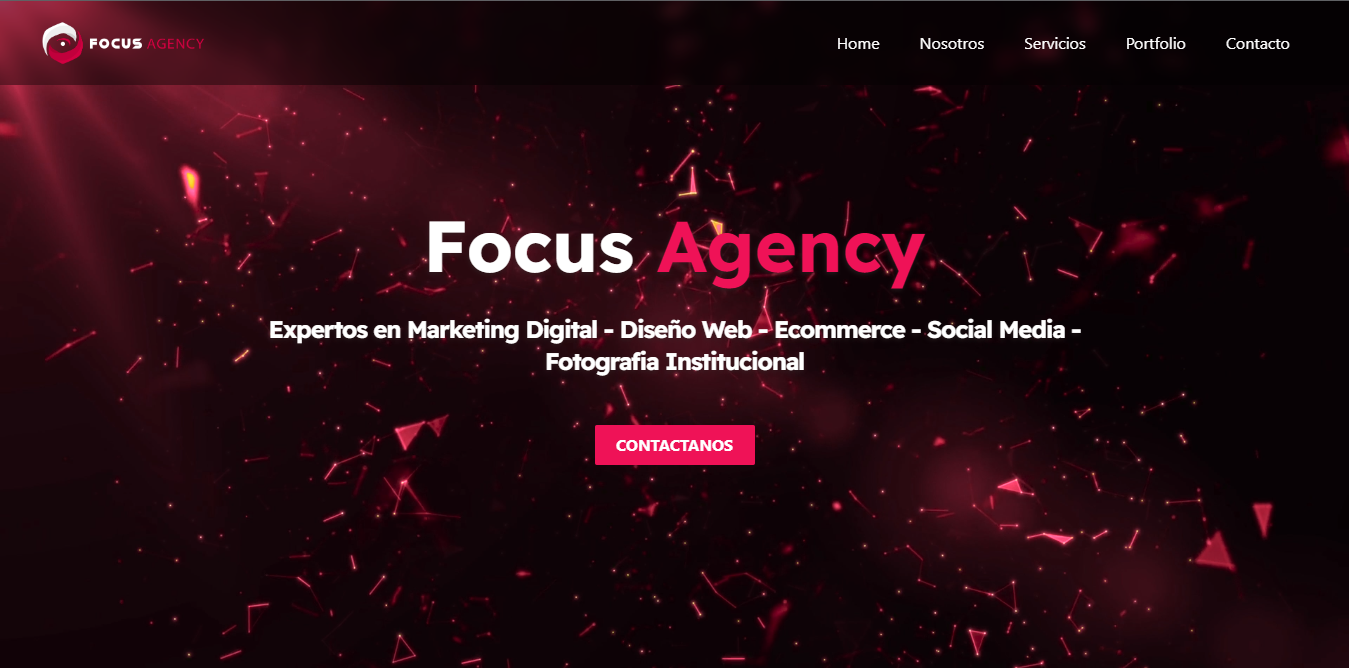 FOCUS AGENCY
Home Nosotros Servicios Portfolio Contacto
Focus Agency
Expertos en Marketing Digital - Diseño Web - Ecommerce - Social Media -
Fotografia Institucional
CONTACTANOS